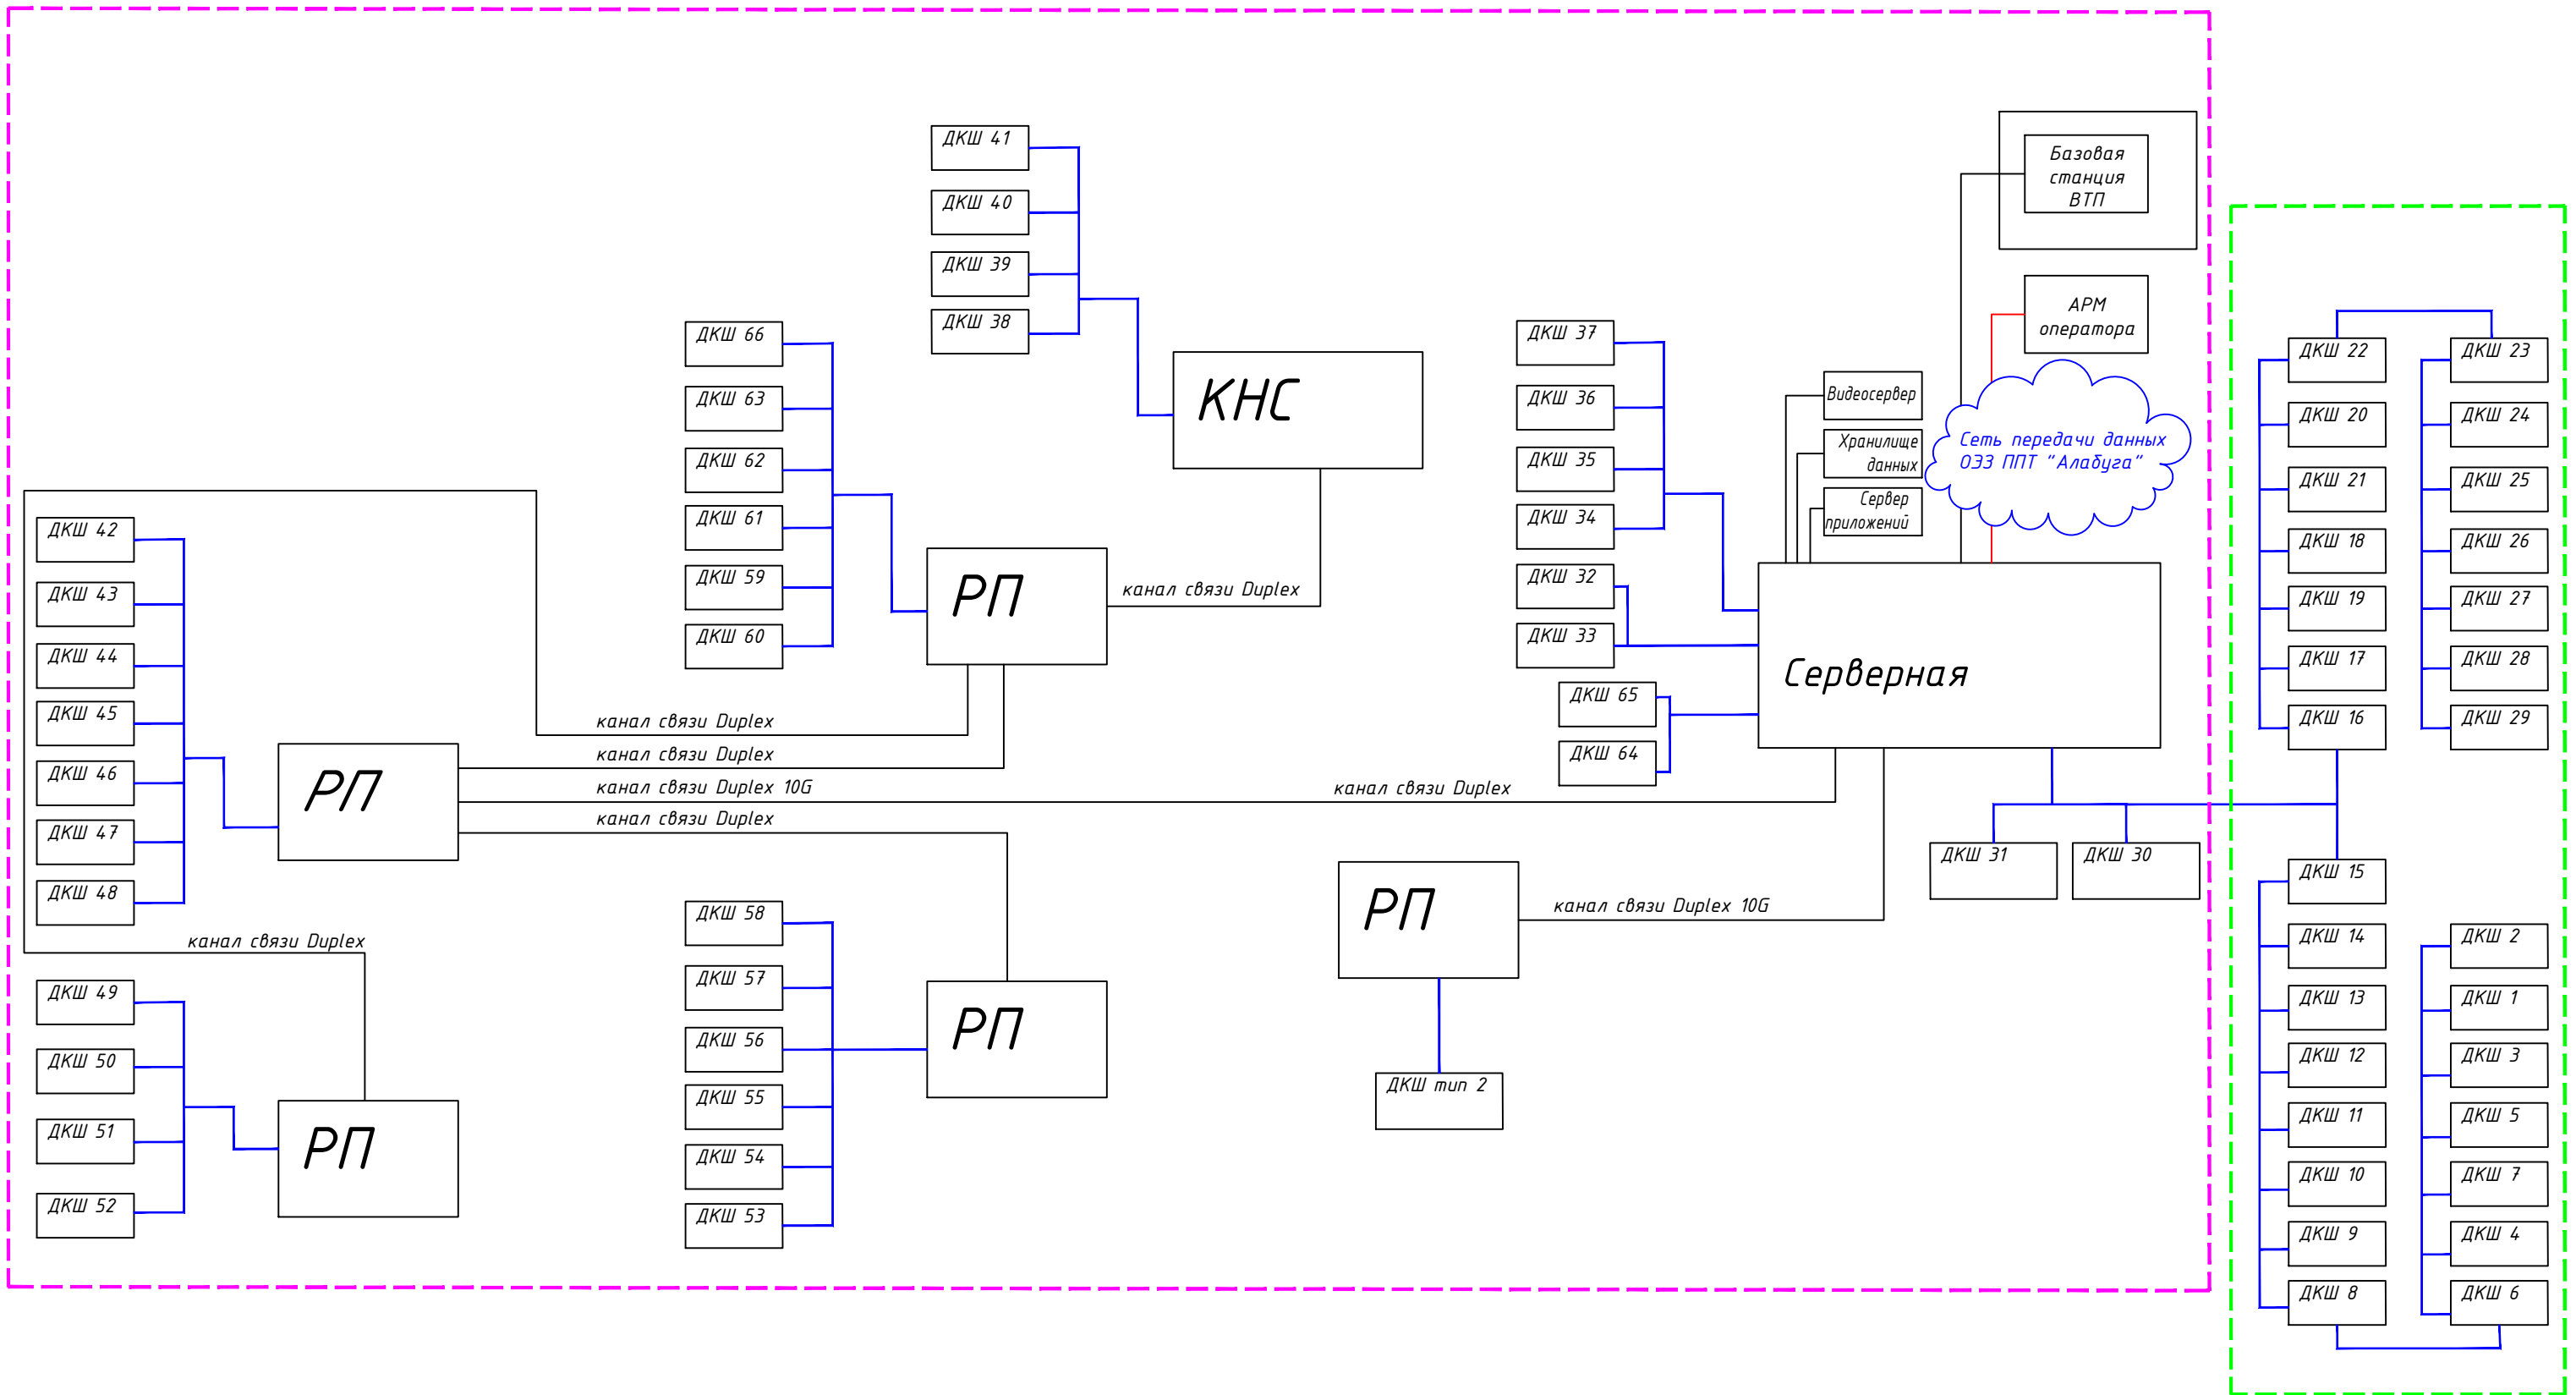 ДКШ 41
ДКШ 40
ДКШ 39
ДКШ 38
КНС
ДКШ 66
ДКШ 63
ДКШ 62
ДКШ 61
ДКШ 59
ДКШ 60
РП
канал связи Duplex
ДКШ 42
ДКШ 43
ДКШ 44
ДКШ 45
ДКШ 46
ДКШ 47
ДКШ 48
РП
канал связи Duplex
канал связи Duplex
канал связи Duplex 10G
канал связи Duplex
канал связи Duplex
канал связи Duplex
ДКШ 49
ДКШ 50
ДКШ 51
ДКШ 52
РП
ДКШ 58
ДКШ 57
ДКШ 56
ДКШ 55
ДКШ 54
ДКШ 53
РП
ДКШ 37
ДКШ 36
ДКШ 35
ДКШ 34
ДКШ 32
ДКШ 33
ДКШ 65
ДКШ 64
Базовая
станция
ВТП
АРМ
оператора
Видеосервер
Хранилище
данных
Сервер
приложений
Сеть передачи данных
ОЭЗ ППТ "Алабуга"
Серверная
РП
канал связи Duplex 10G
ДКШ тип 2
ДКШ 31
ДКШ 30
ДКШ 22
ДКШ 20
ДКШ 21
ДКШ 18
ДКШ 19
ДКШ 17
ДКШ 16
ДКШ 23
ДКШ 24
ДКШ 25
ДКШ 26
ДКШ 27
ДКШ 28
ДКШ 29
ДКШ 15
ДКШ 14
ДКШ 13
ДКШ 12
ДКШ 11
ДКШ 10
ДКШ 9
ДКШ 8
ДКШ 2
ДКШ 1
ДКШ 3
ДКШ 5
ДКШ 7
ДКШ 4
ДКШ 6